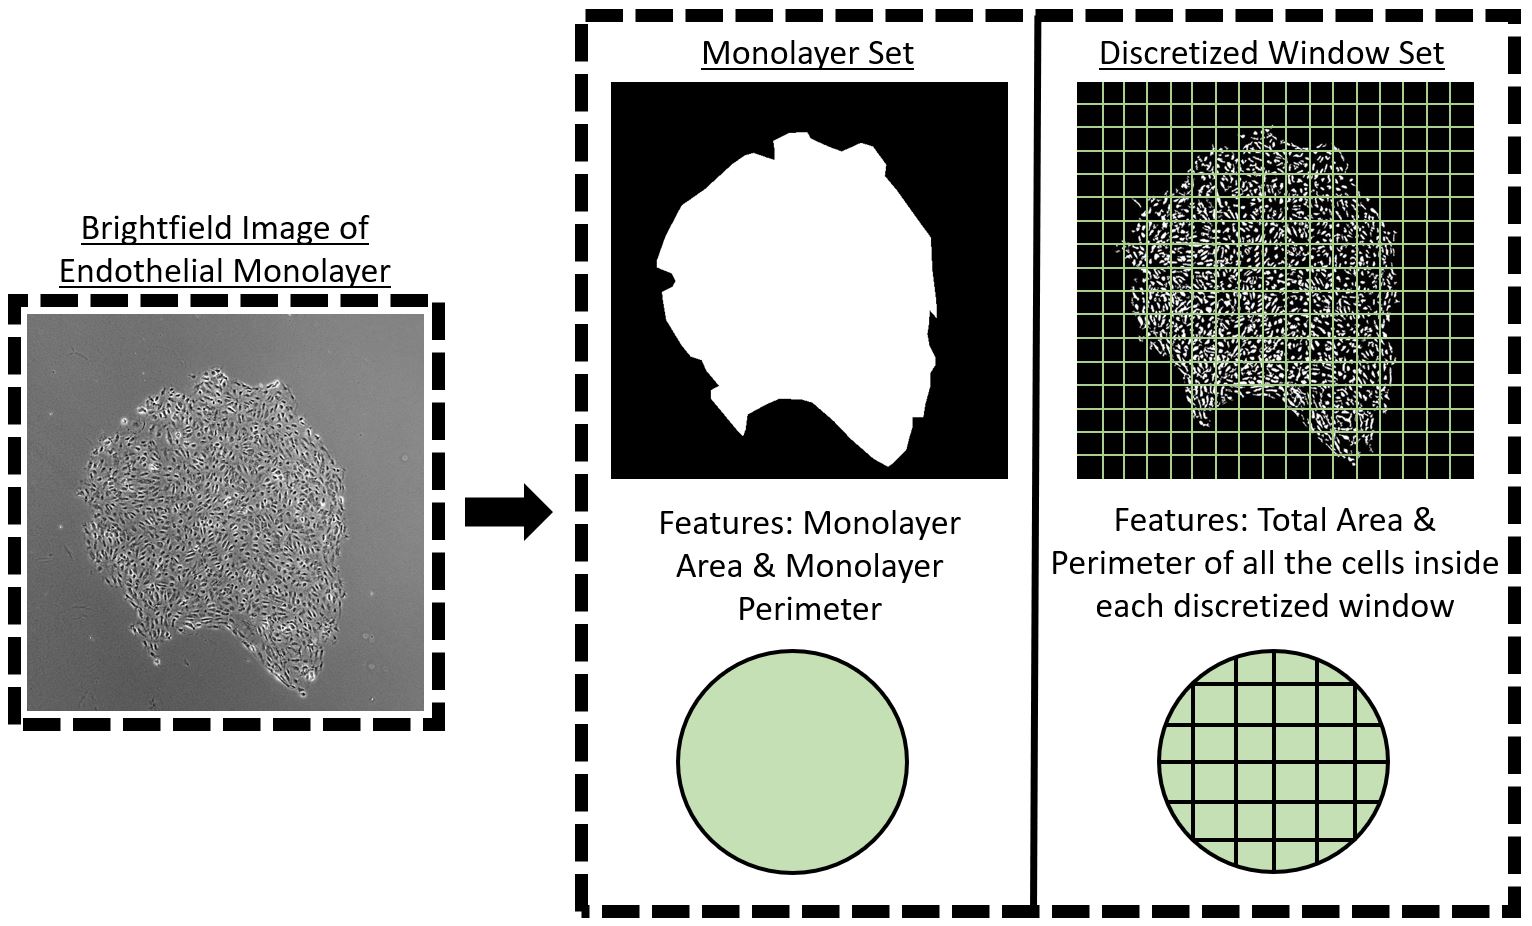 Brightfield Image of
Endothelial Monolayer
Monolayer Set
Features: Monolayer
Area & Monolayer
Perimeter
Discretized Window Set
Features: Total Area &
Perimeter of all the cells inside
each discretized window